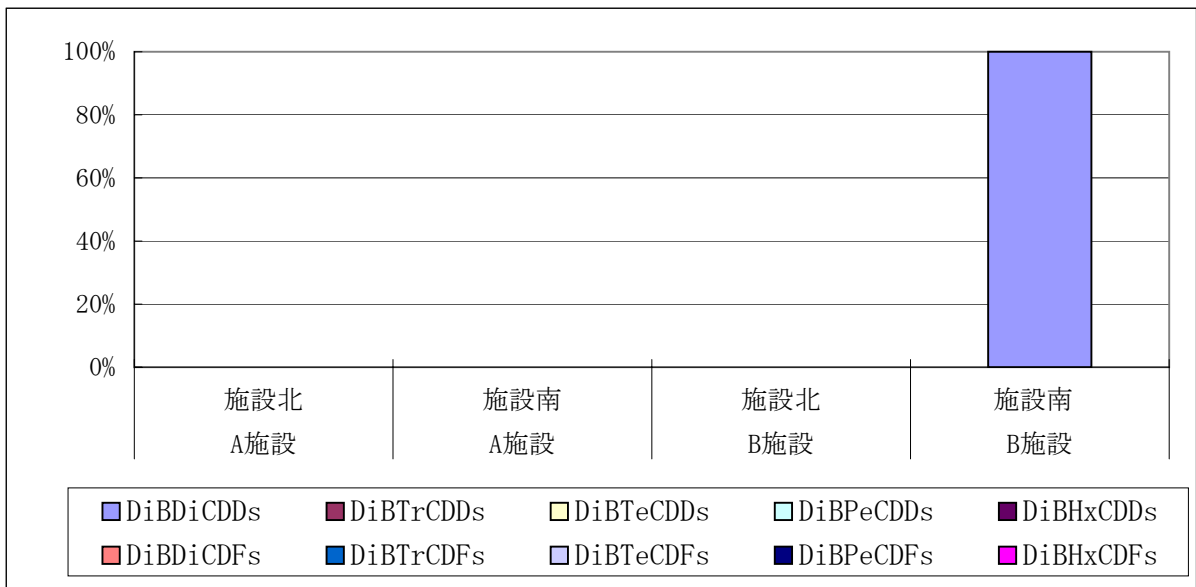 100%
80%
60%
40%
20%
0%
施設北 施設南 施設北 施設南
A施設 A施設 B施設 B施設
DiBDiCDDs DiBTrCDDs DiBTeCDDs DiBPeCDDs DiBHxCDDs
DiBDiCDFs DiBTrCDFs DiBTeCDFs DiBPeCDFs DiBHxCDFs